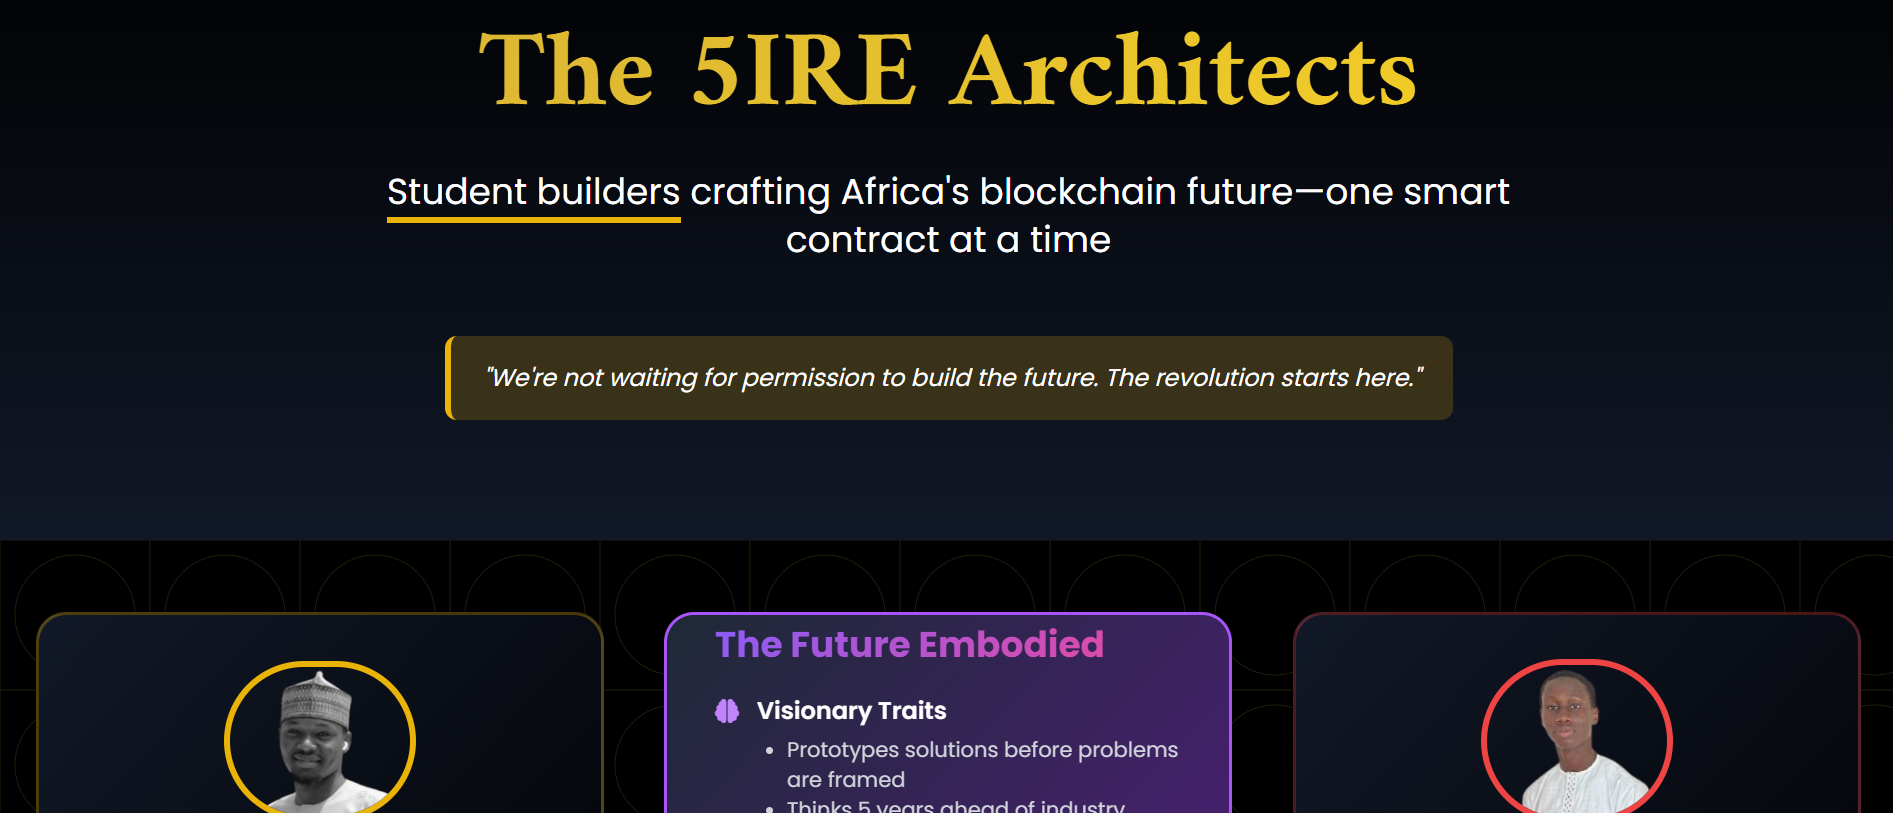 The 5IRE Architects
Student builders crafting Africa's blockchain future—one smart
contract at a time
"We're not waiting for permission to build the future. The revolution starts here."
The Future Embodied
Visionary Traits
• Prototypes solutions before problems
are framed
• Thinks 5 years ahead of industry